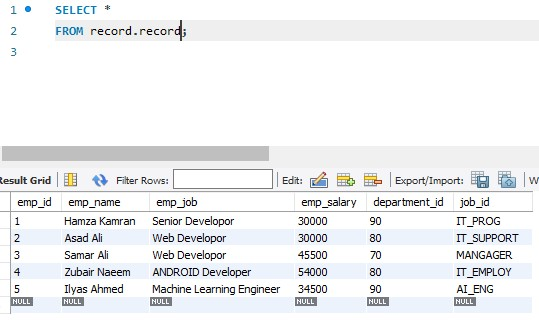 1 SELECT *
2 FROM record.record;
3
Result Grid Filter Rows: Edit: Export/Import: W
emp_id emp_name emp_job emp_salary department_id job_id
1 Hamza Kamran Senior Developor 30000 90 IT_PROG
2 Asad Ali Web Developor 30000 80 IT_SUPPORT
3 Samar Ali Web Developor 45500 70 MANGAGER
4 Zubair Naeem ANDROID Developer 54000 80 IT_EMPLOY
5 Ilyas Ahmed Machine Learning Engineer 34500 90 AI_ENG
NULL NULL NULL NULL NULL NULL